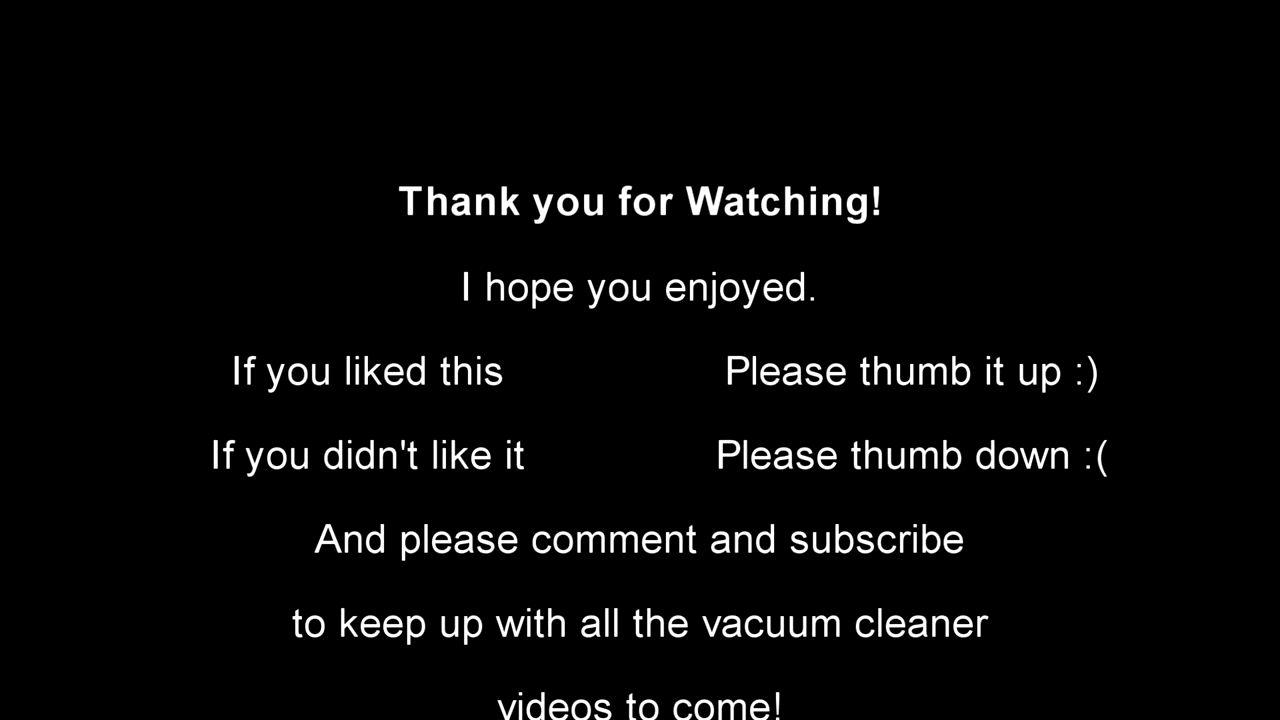 Thank you for Watching!
I hope you enjoyed.
If you liked this Please thumb it up :)
If you didn't like it Please thumb down :(
And please comment and subscribe
to keep up with all the vacuum cleaner
videos to come!